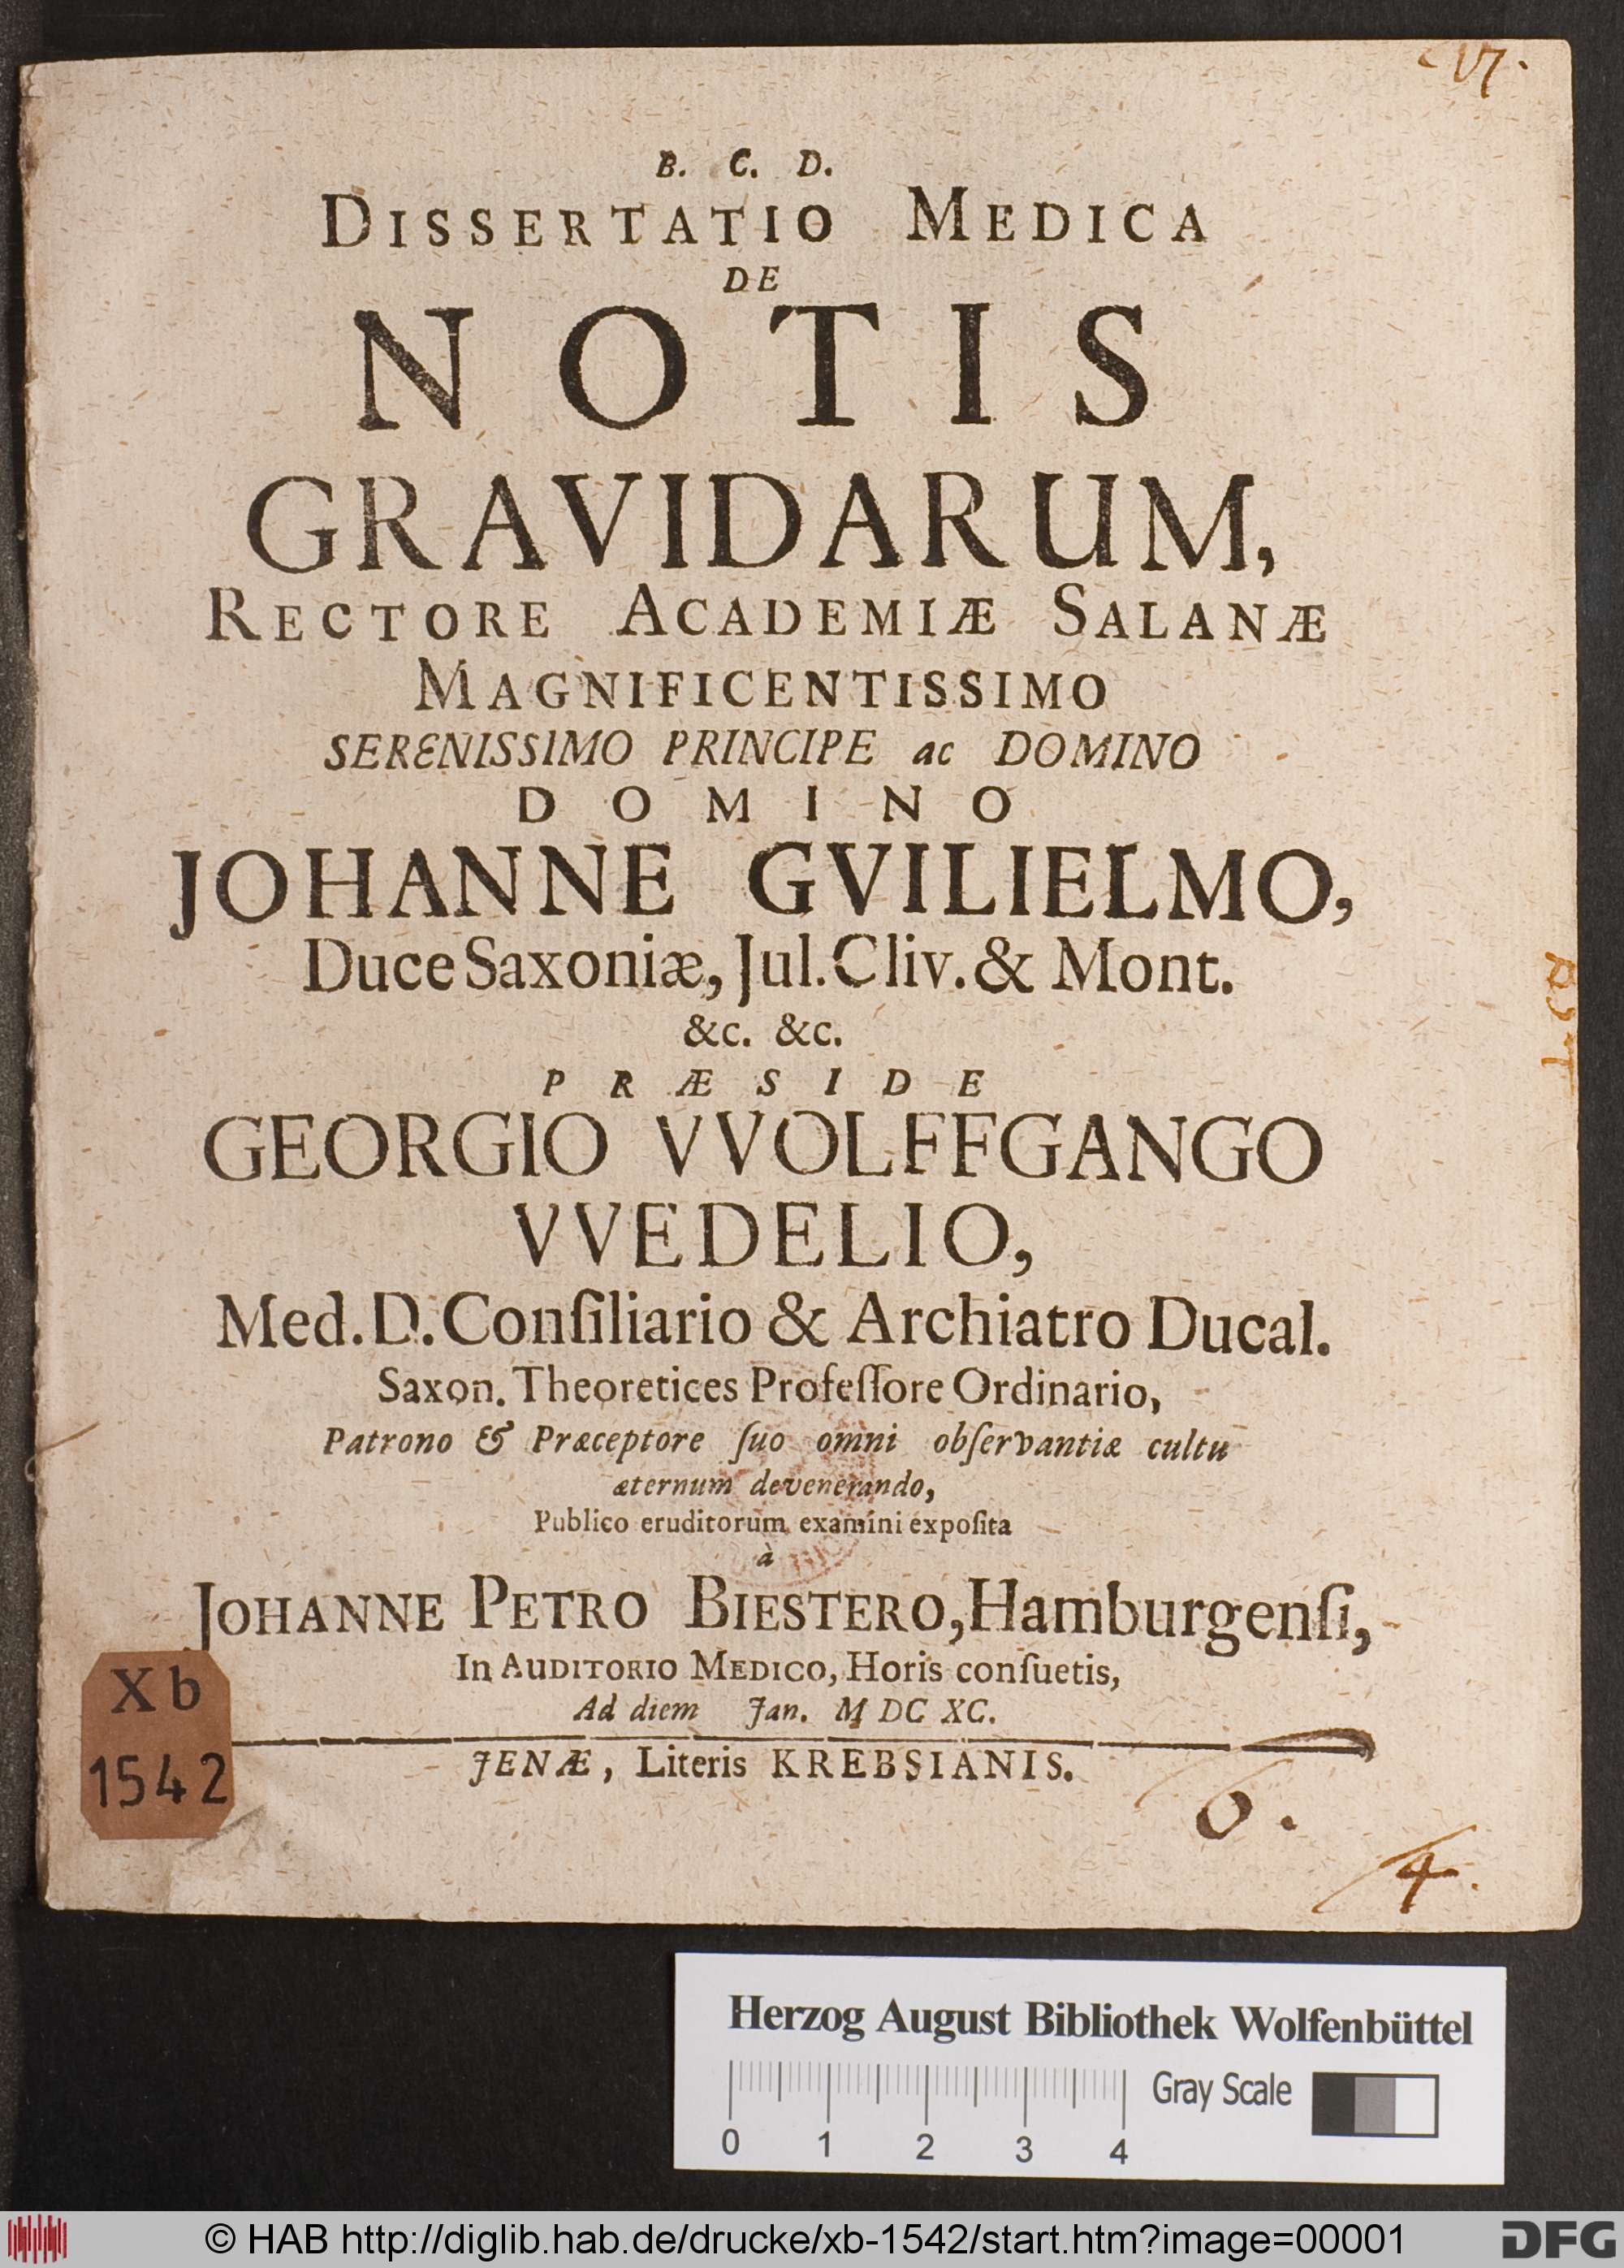 B. C. D.
DISSERTATIO MEDICA
DE
NOTIS
GRAVIDARUM,
RECTORE ACADEMIÆ SALANÆ
MAGNIFICENTISSIMO
SERENISSIMO PRINCIPE ac DOMINO
DOMINO
JOHANNE GVILIELMO,
Duce Saxoniæ, Jul. Cliv. & Mont.
&c. &c.
PRÆSIDE
GEORGIO VVOLFFGANGO
VVEDELIO,
Med. D. Conſiliario & Archiatro Ducal.
Saxon. Theoretices Profeſſore Ordinario,
Patrono & Præceptore ſuo omni obſervantiæ cultu
æternum devenerando,
Publico eruditorum examini expoſita
à
JOHANNE PETRO BIESTERO, Hamburgenſi,
In AUDITORIO MEDICO, Horis conſuetis,
Ad diem Jan. M DC XC.
JENÆ, Literis KREBSIANIS.
Xb
1542
6.
4.
Herzog August Bibliothek Wolfenbüttel
Gray Scale
0 1 2 3 4
© HAB http://diglib.hab.de/drucke/xb-1542/start.htm?image=00001
DFG